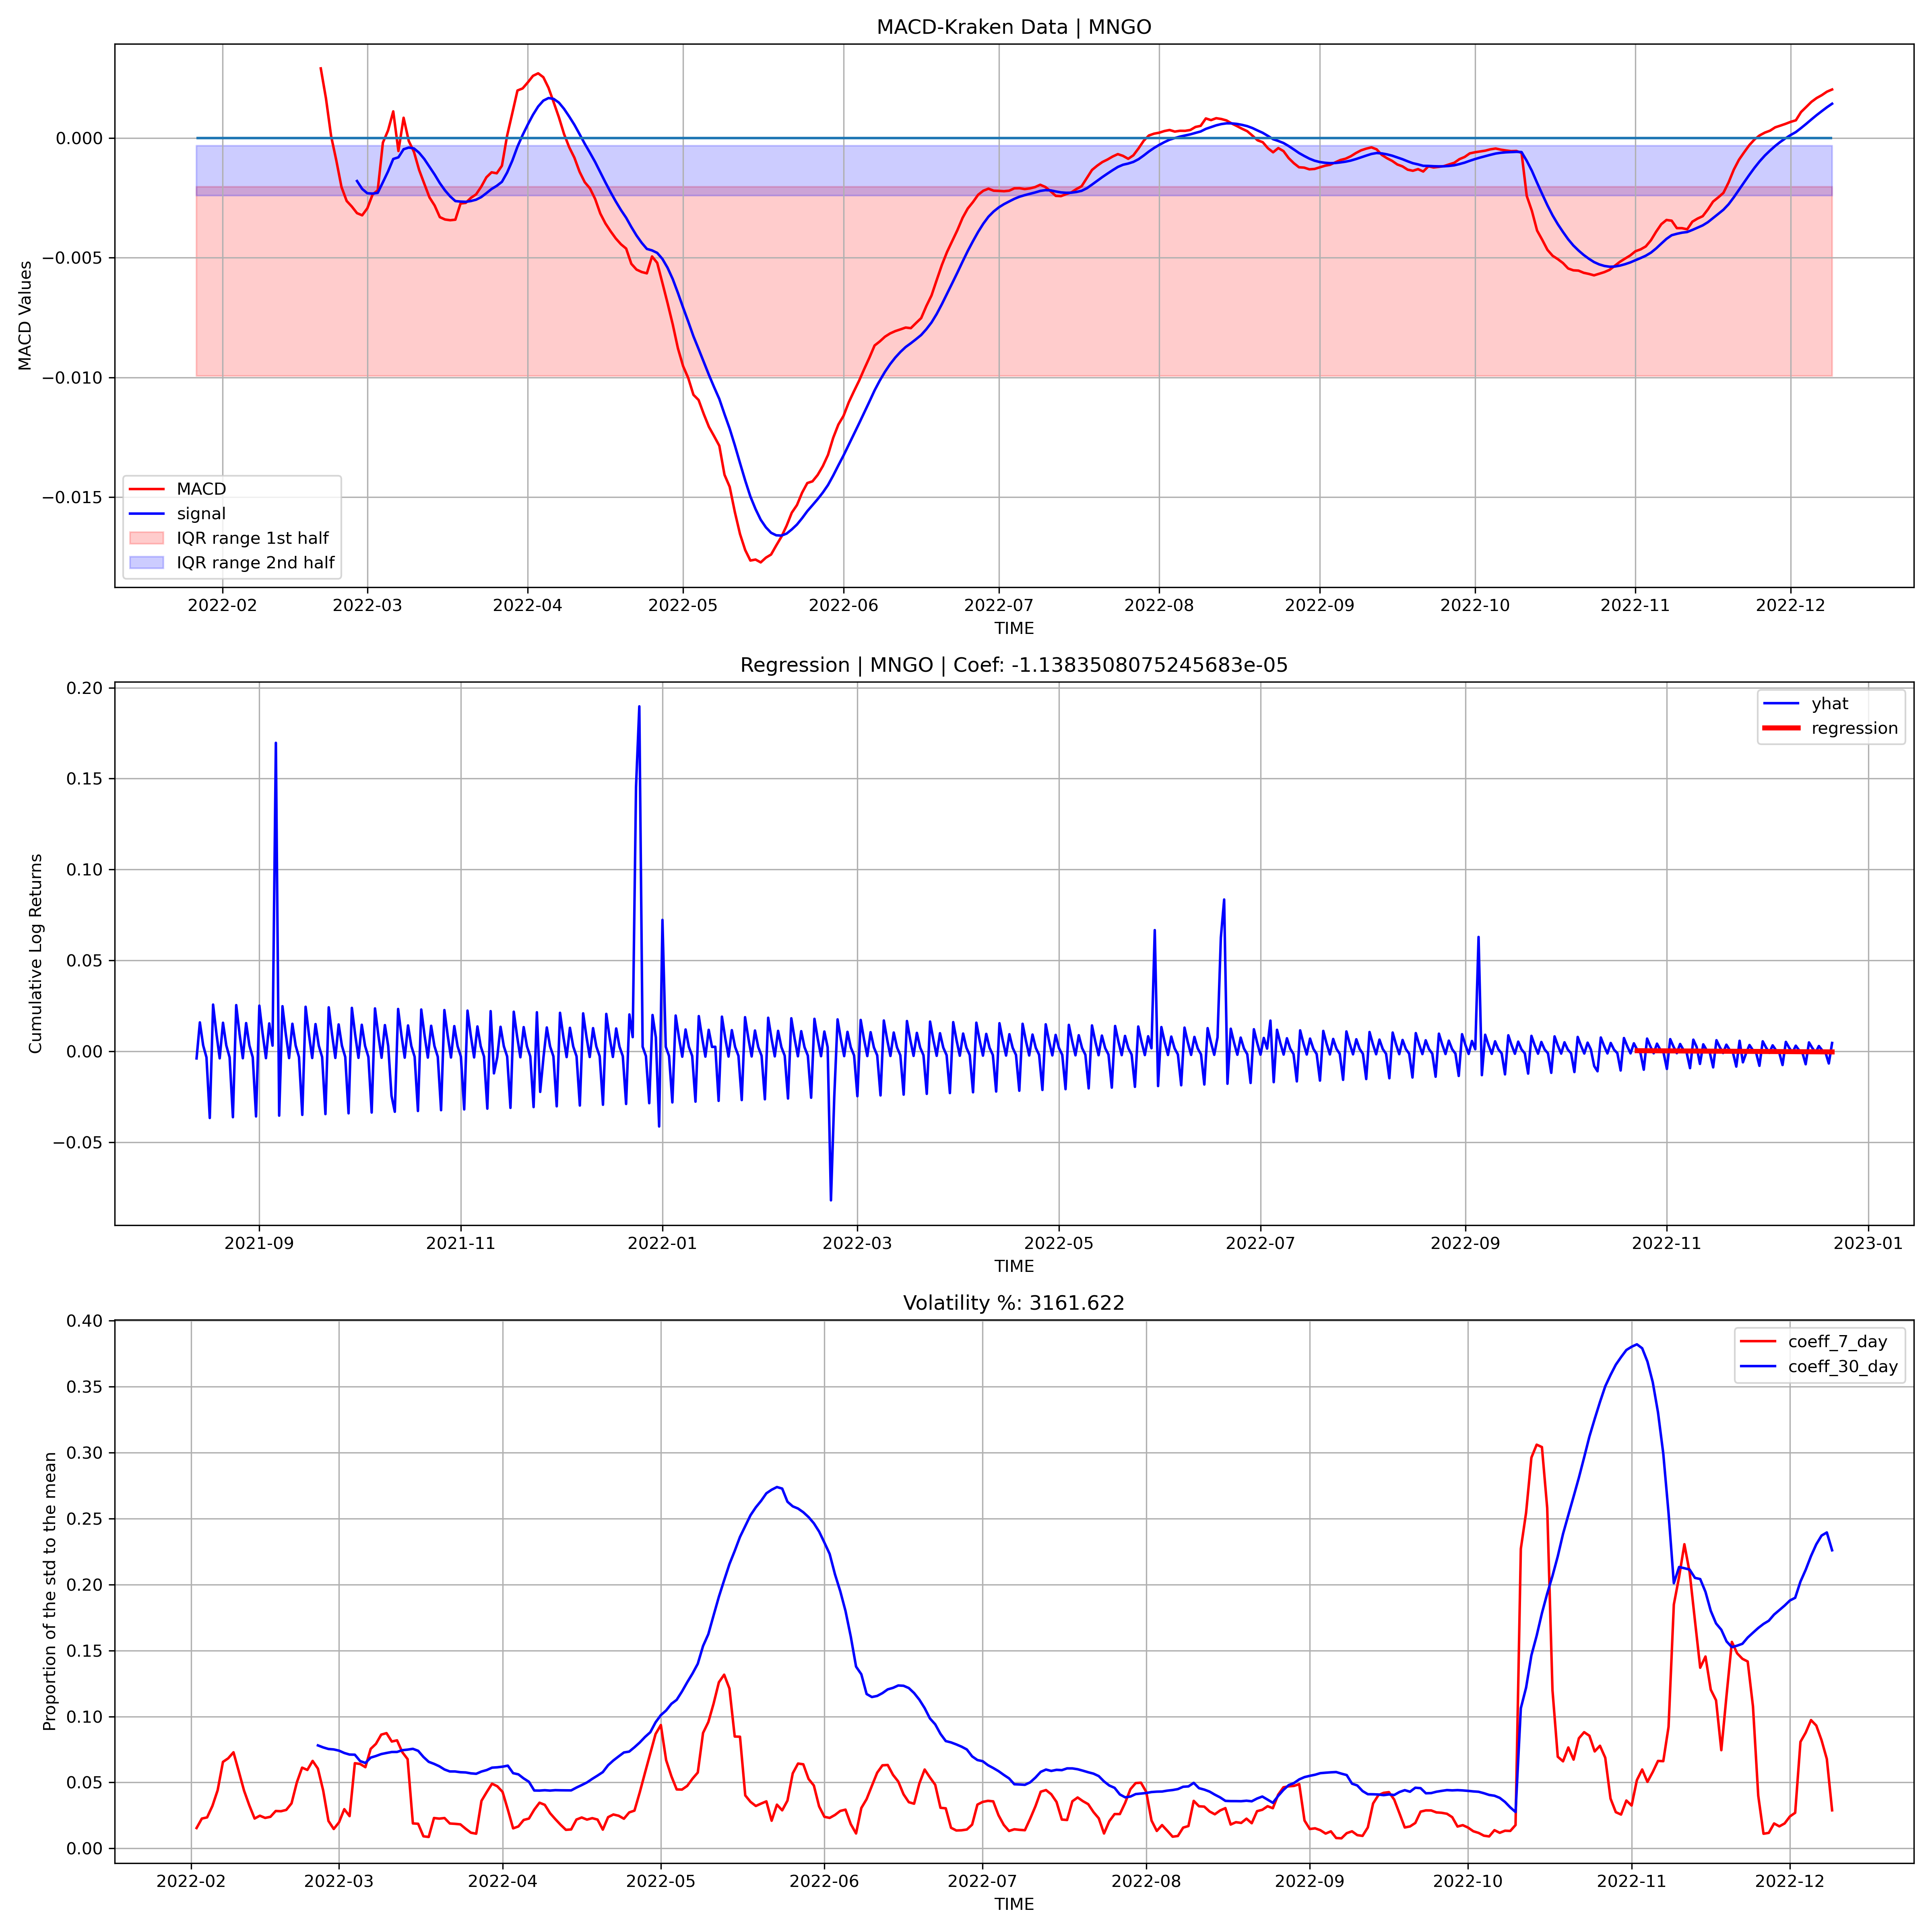 MACD-Kraken Data | MNGO
MACD Values
0.000
−0.005
−0.010
−0.015
MACD
signal
IQR range 1st half
IQR range 2nd half
2022-02 2022-03 2022-04 2022-05 2022-06 2022-07 2022-08 2022-09 2022-10 2022-11 2022-12
TIME
Regression | MNGO | Coef: -1.1383508075245683e-05
Cumulative Log Returns
0.20
0.15
0.10
0.05
0.00
−0.05
yhat
regression
2021-09 2021-11 2022-01 2022-03 2022-05 2022-07 2022-09 2022-11 2023-01
TIME
Volatility %: 3161.622
Proportion of the std to the mean
0.40
0.35
0.30
0.25
0.20
0.15
0.10
0.05
0.00
coeff_7_day
coeff_30_day
2022-02 2022-03 2022-04 2022-05 2022-06 2022-07 2022-08 2022-09 2022-10 2022-11 2022-12
TIME